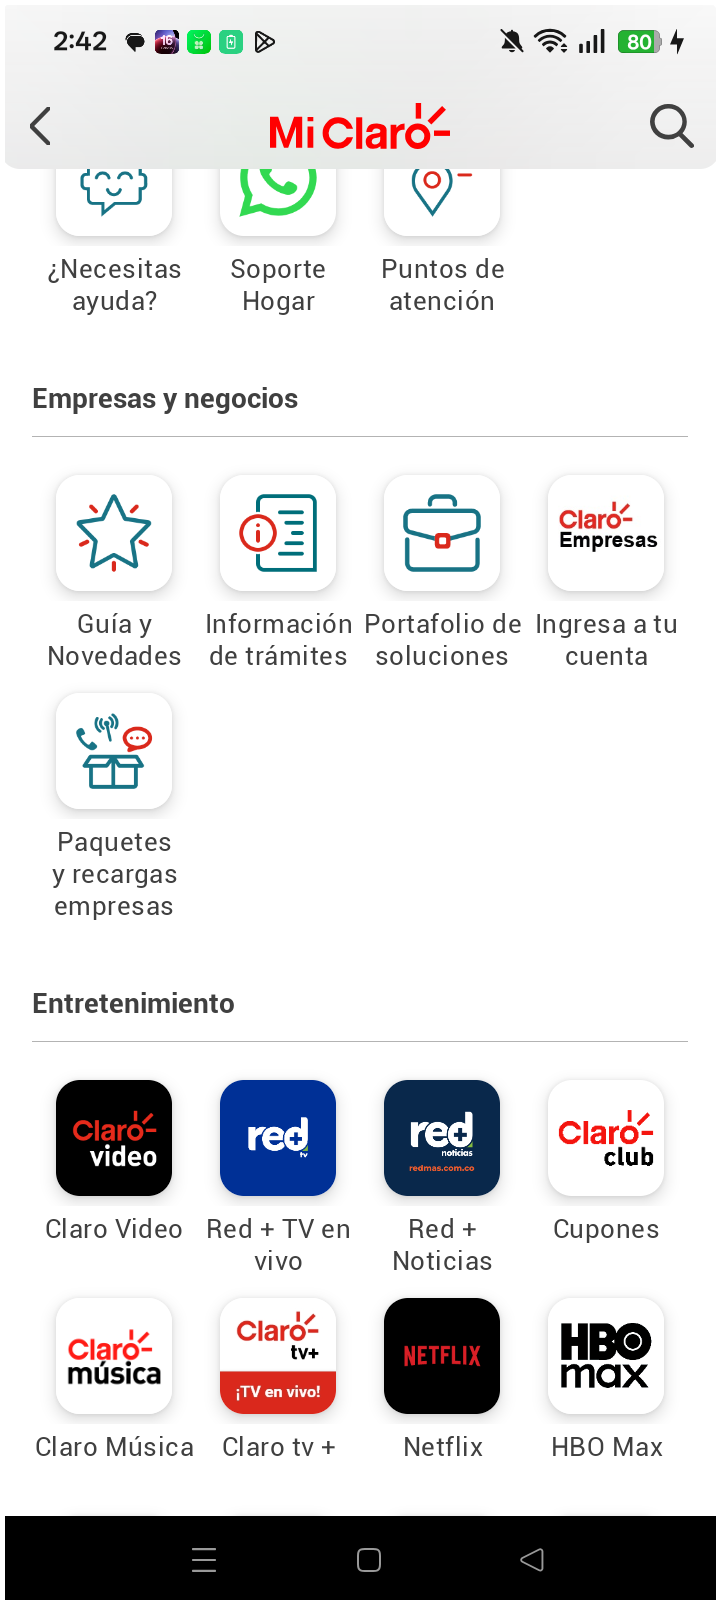 2:42
16
80
Mi Claro
¿Necesitas
ayuda?
Soporte
Hogar
Puntos de
atención
Empresas y negocios
Claro
Empresas
Guía y
Novedades
Información
de trámites
Portafolio de
soluciones
Ingresa a tu
cuenta
Paquetes
y recargas
empresas
Entretenimiento
Claro
video
red+
tv
red+
noticias
redmas.com.co
Claro
club
Claro Video
Red + TV en
vivo
Red +
Noticias
Cupones
Claro
música
Claro
tv+
¡TV en vivo!
NETFLIX
HBO
max
Claro Música
Claro tv +
Netflix
HBO Max